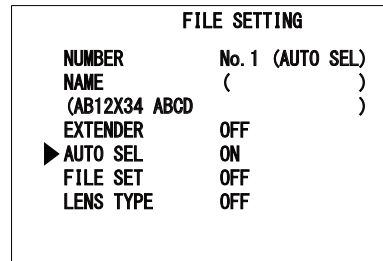 FILE SETTING
NUMBER No.1 (AUTO SEL)
NAME ( )
(AB12X34 ABCD )
EXTENDER OFF
AUTO SEL ON
FILE SET OFF
LENS TYPE OFF